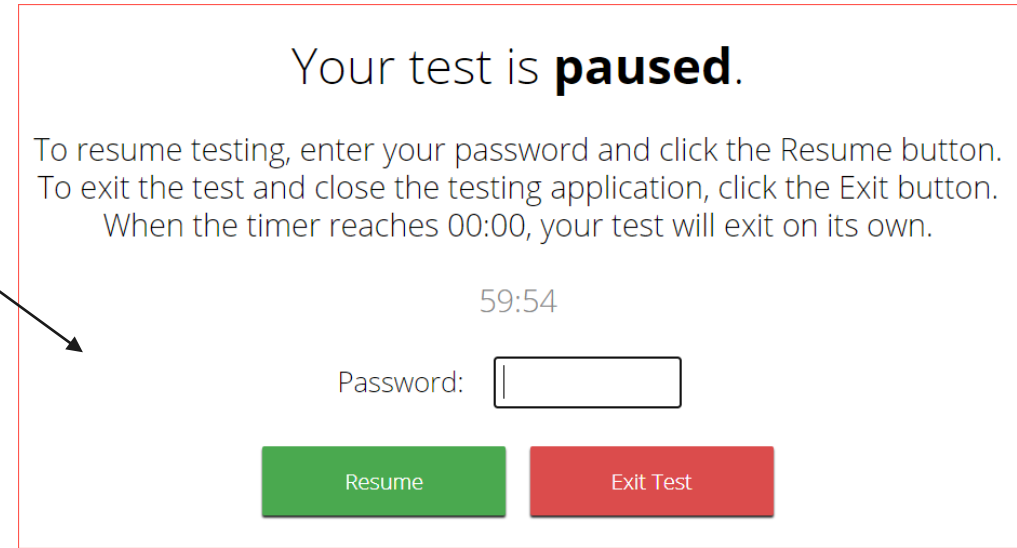 Your test is paused.
To resume testing, enter your password and click the Resume button.
To exit the test and close the testing application, click the Exit button.
When the timer reaches 00:00, your test will exit on its own.
59:54
Password:
Resume Exit Test